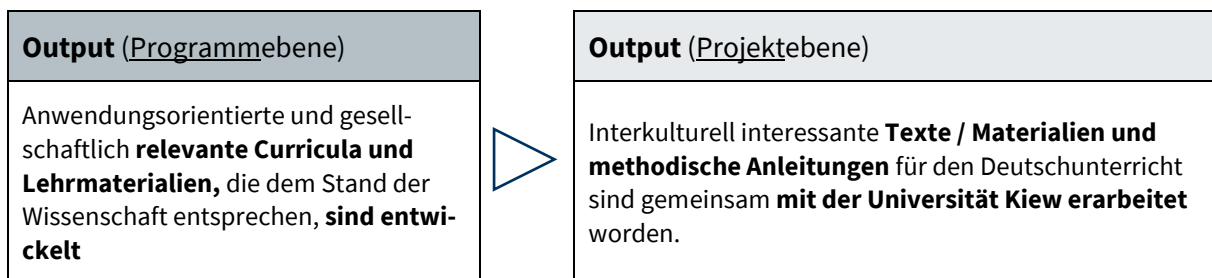 Output (Programmebene)
Anwendungsorientierte und gesell-
schaftlich relevante Curricula und
Lehrmaterialien, die dem Stand der
Wissenschaft entsprechen, sind entwi-
ckelt
Output (Projektebene)
Interkulturell interessante Texte / Materialien und
methodische Anleitungen für den Deutschunterricht
sind gemeinsam mit der Universität Kiew erarbeitet
worden.